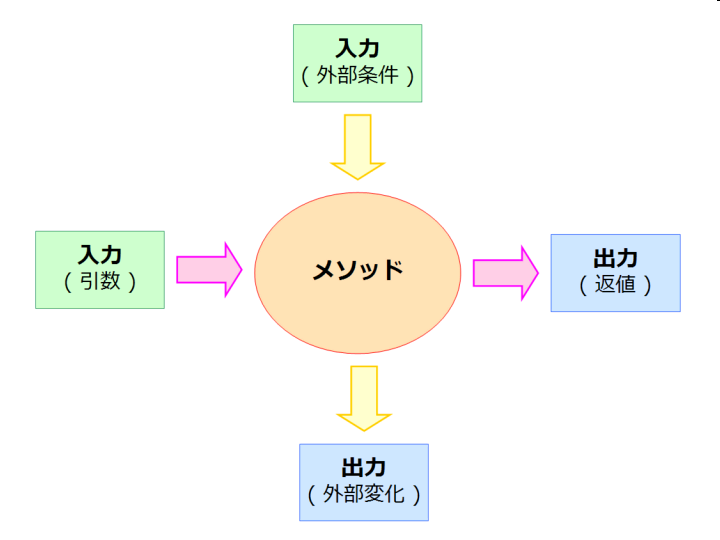 入力
( 外部条件 )
入力
( 引数 )
メソッド
出力
( 返値 )
出力
( 外部変化 )